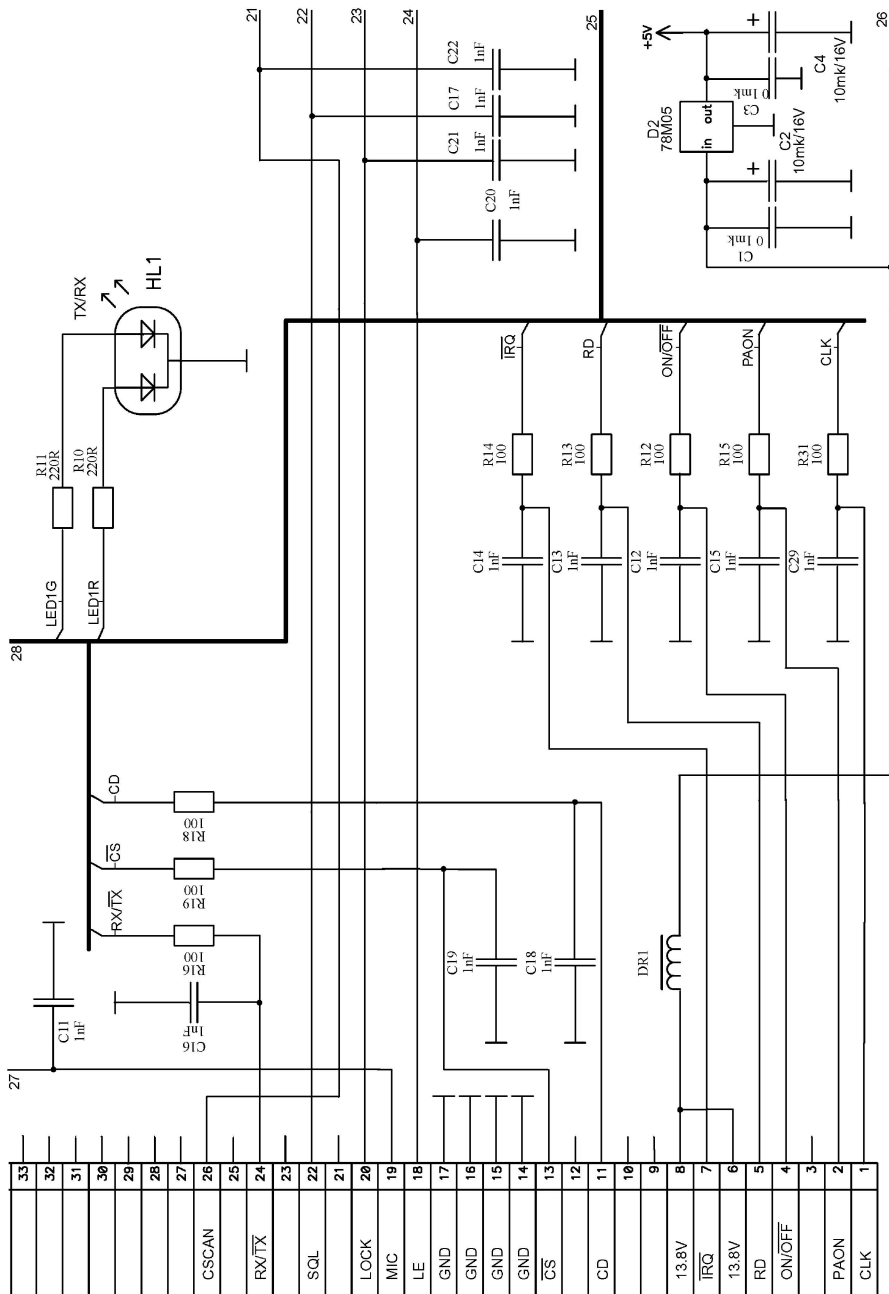 21
22
23
24
25
26
27
28
C22
1nF
C17
1nF
C21
1nF
C20
1nF
+5V
+
C4
10mk/16V
0.1mk
C3
D2
78M05
in out
C2
10mk/16V
+
0.1mk
C1
TX/RX
HL1
R11
220R
R10
220R
LED1G
LED1R
IRQ
RD
ON/OFF
PAON
CLK
R14
100
R13
100
R12
100
R15
100
R31
100
C14
1nF
C13
1nF
C12
1nF
C15
1nF
C29
1nF
CD
CS
RX/TX
100
R18
100
R19
100
R16
C11
1nF
1nF
C16
C19
1nF
C18
1nF
DR1
33
32
31
30
29
28
27
CSCAN 26
25
RX/TX 24
23
SQL 22
21
LOCK 20
MIC 19
LE 18
GND 17
GND 16
GND 15
GND 14
CS 13
12
CD 11
10
9
13.8V 8
IRQ 7
13.8V 6
RD 5
ON/OFF 4
3
PAON 2
CLK 1